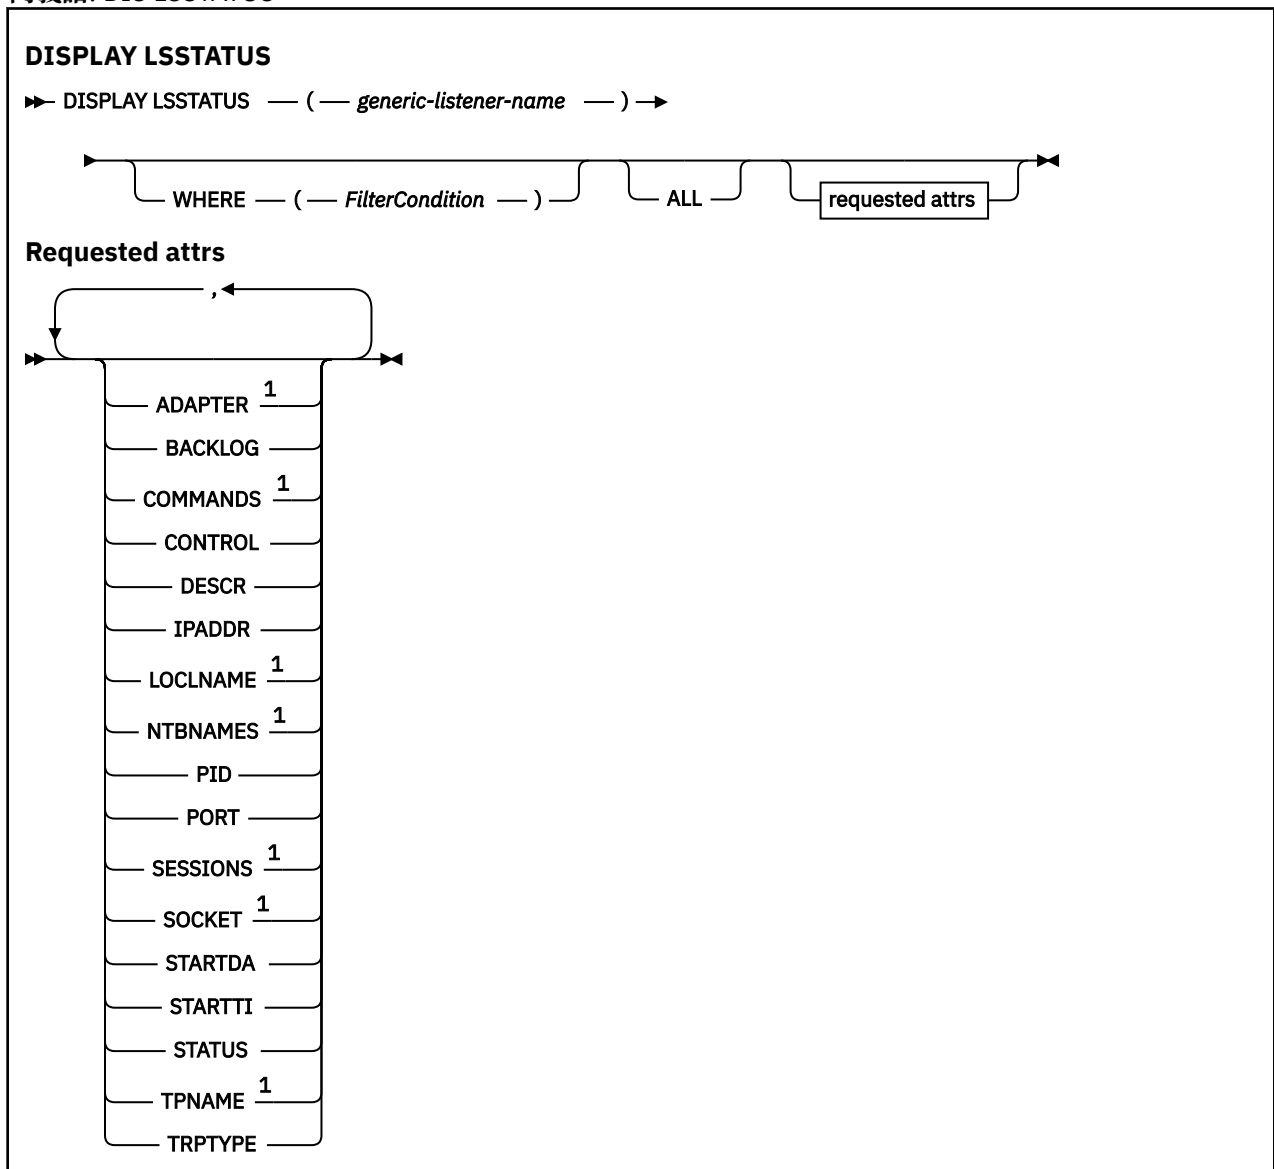 DISPLAY LSSTATUS
DISPLAY LSSTATUS ( generic-listener-name )
WHERE ( FilterCondition ) ALL requested attrs
Requested attrs
,
ADAPTER 1
BACKLOG
COMMANDS 1
CONTROL
DESCR
IPADDR
LOCLNAME 1
NTBNAMES 1
PID
PORT
SESSIONS 1
SOCKET 1
STARTDA
STARTTI
STATUS
TPNAME 1
TRPTYPE